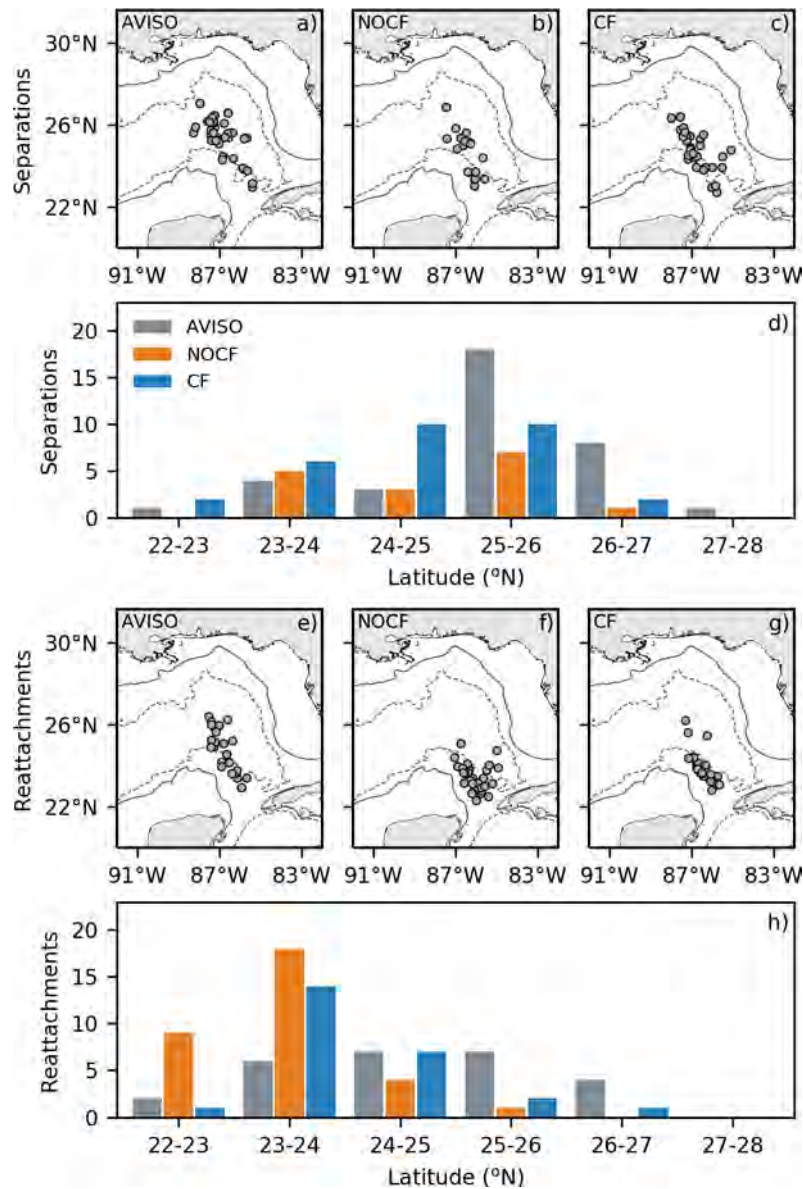 AVISO a) NOCF b) CF c)
30°N
26°N
22°N
Separations
91°W 87°W 83°W 91°W 87°W 83°W 91°W 87°W 83°W
d)
AVISO
NOCF
CF
20
15
10
5
0
Separations
22-23 23-24 24-25 25-26 26-27 27-28
Latitude (°N)
AVISO e) NOCF f) CF g)
30°N
26°N
22°N
Reattachments
91°W 87°W 83°W 91°W 87°W 83°W 91°W 87°W 83°W
h)
20
15
10
5
0
Reattachments
22-23 23-24 24-25 25-26 26-27 27-28
Latitude (°N)